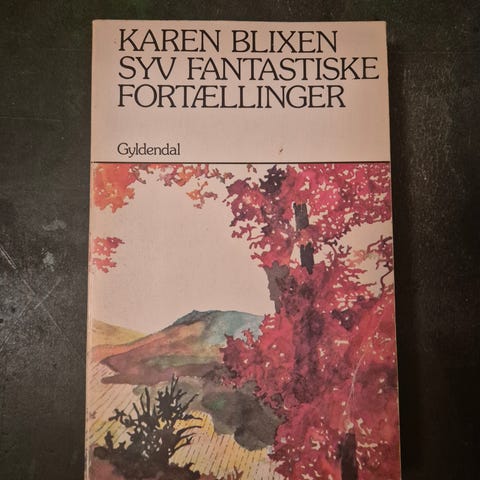 KAREN BLIXEN
SYV FANTASTISKE
FORTÆLLINGER
Gyldendal